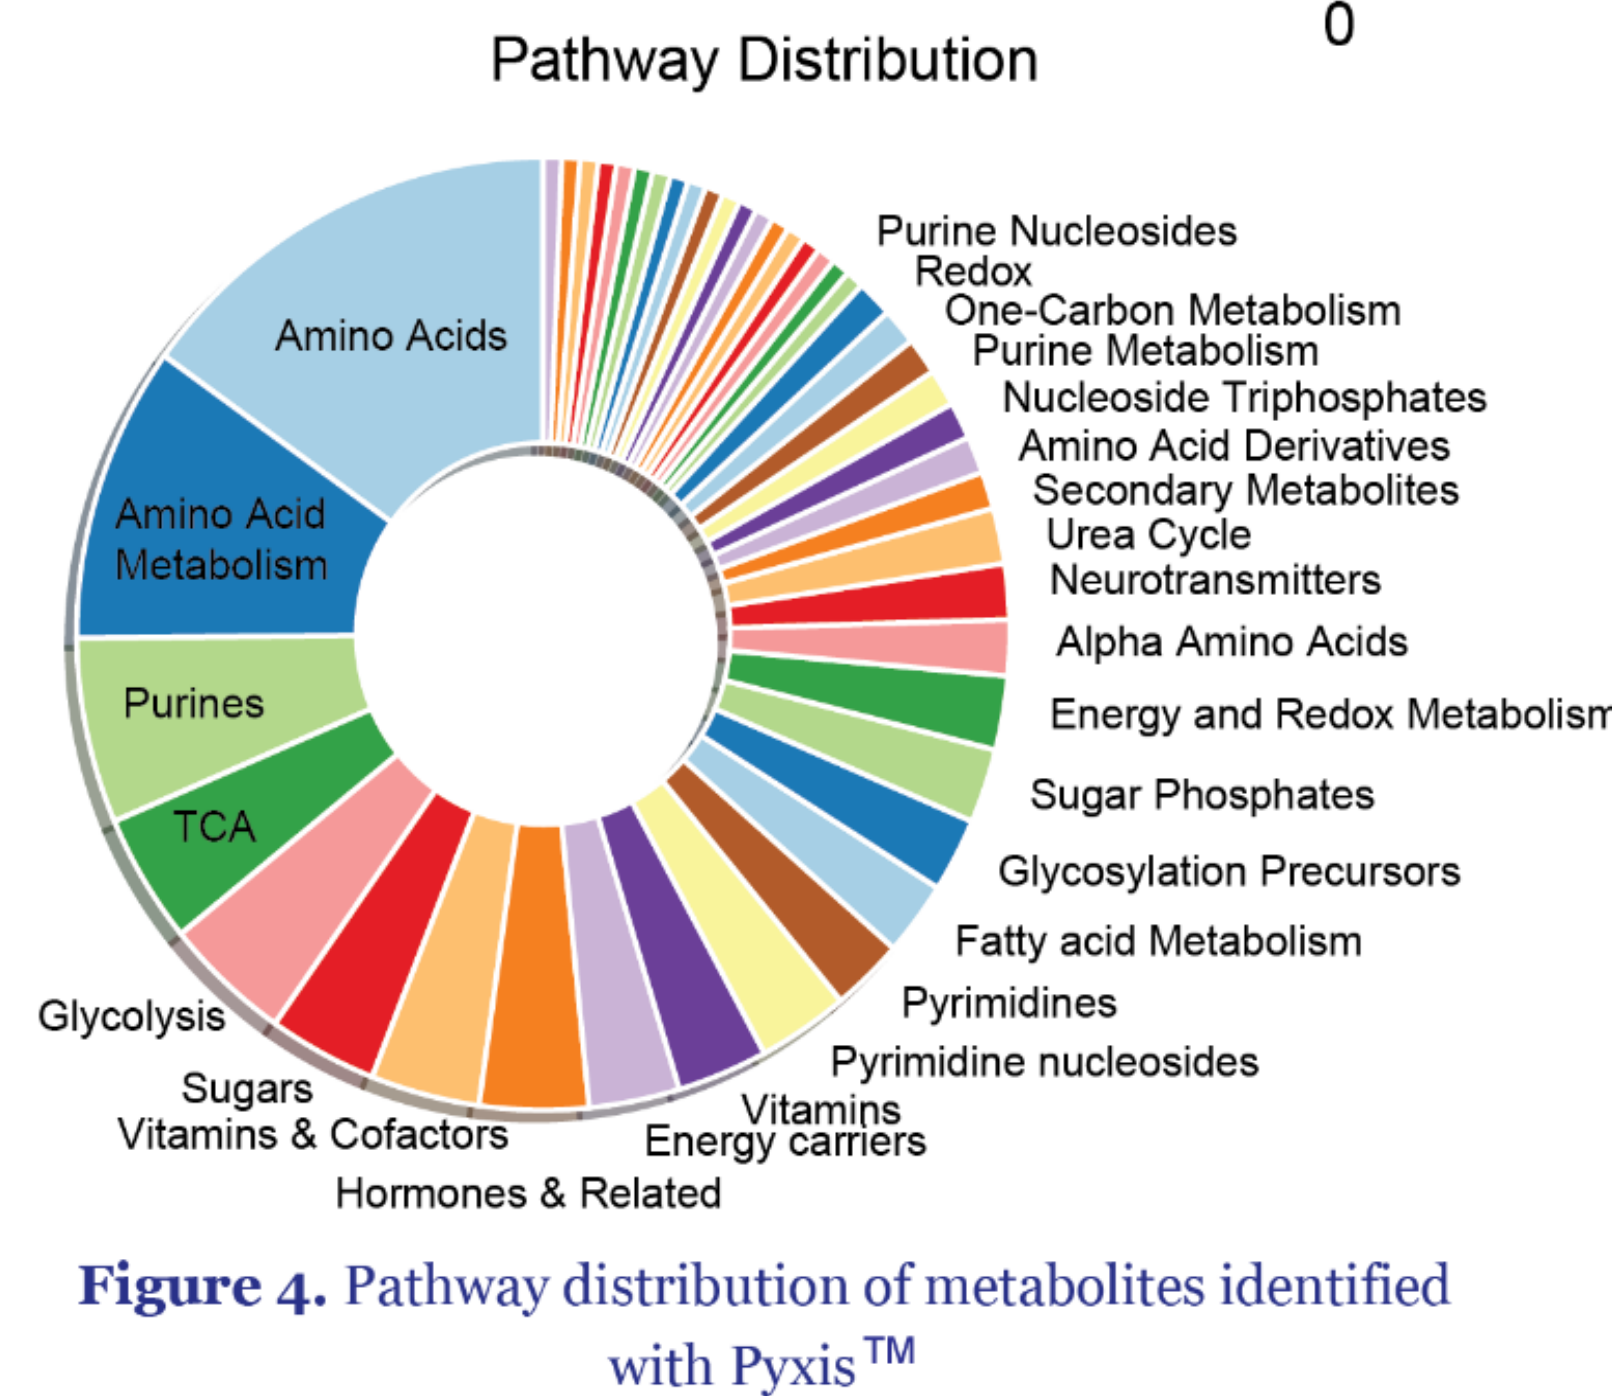 0
Pathway Distribution
Purine Nucleosides
Redox
One-Carbon Metabolism
Purine Metabolism
Nucleoside Triphosphates
Amino Acid Derivatives
Secondary Metabolites
Urea Cycle
Neurotransmitters
Alpha Amino Acids
Energy and Redox Metabolism
Sugar Phosphates
Glycosylation Precursors
Fatty acid Metabolism
Pyrimidines
Pyrimidine nucleosides
Vitamins
Energy carriers
Hormones & Related
Vitamins & Cofactors
Sugars
Glycolysis
TCA
Purines
Amino Acid
Metabolism
Amino Acids
Figure 4. Pathway distribution of metabolites identified
with Pyxis™